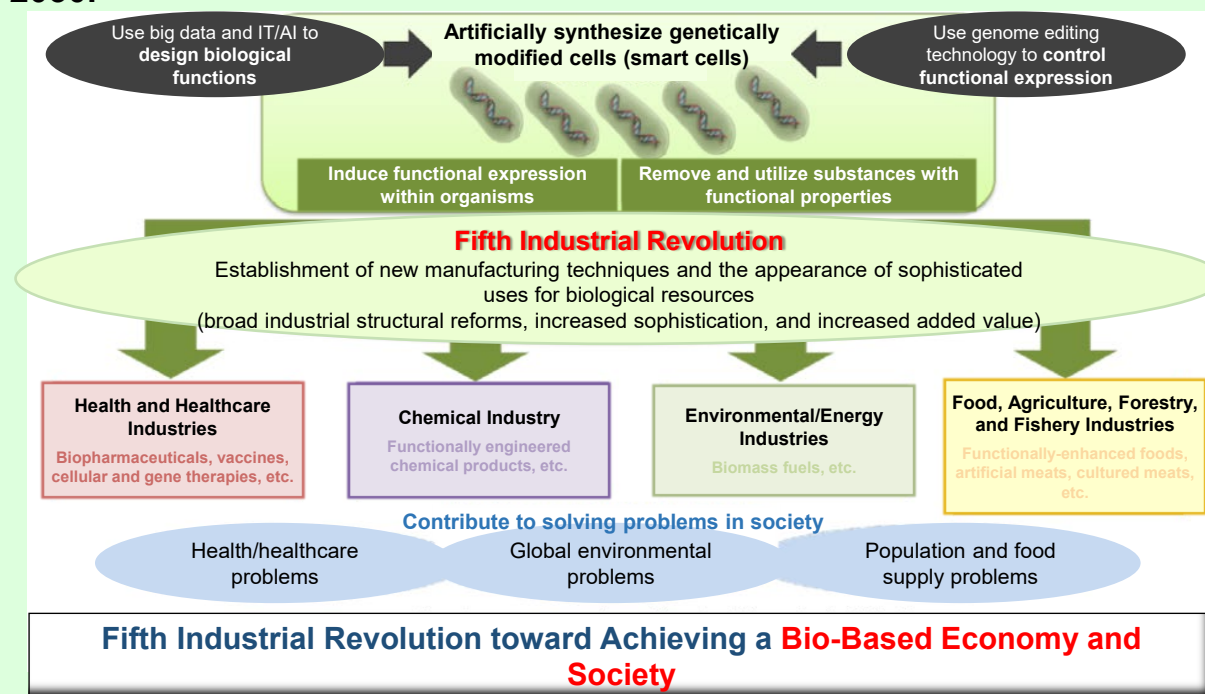 Use big data and IT/AI to
design biological
functions
Artificially synthesize genetically
modified cells (smart cells)
Use genome editing
technology to control
functional expression
Induce functional expression
within organisms
Remove and utilize substances with
functional properties
Fifth Industrial Revolution
Establishment of new manufacturing techniques and the appearance of sophisticated
uses for biological resources
(broad industrial structural reforms, increased sophistication, and increased added value)
Health and Healthcare
Industries
Biopharmaceuticals, vaccines,
cellular and gene therapies, etc.
Chemical Industry
Functionally engineered
chemical products, etc.
Environmental/Energy
Industries
Biomass fuels, etc.
Food, Agriculture, Forestry,
and Fishery Industries
Functionally-enhanced foods,
artificial meats, cultured meats,
etc.
Contribute to solving problems in society
Health/healthcare
problems
Global environmental
problems
Population and food
supply problems
Fifth Industrial Revolution toward Achieving a Bio-Based Economy and
Society